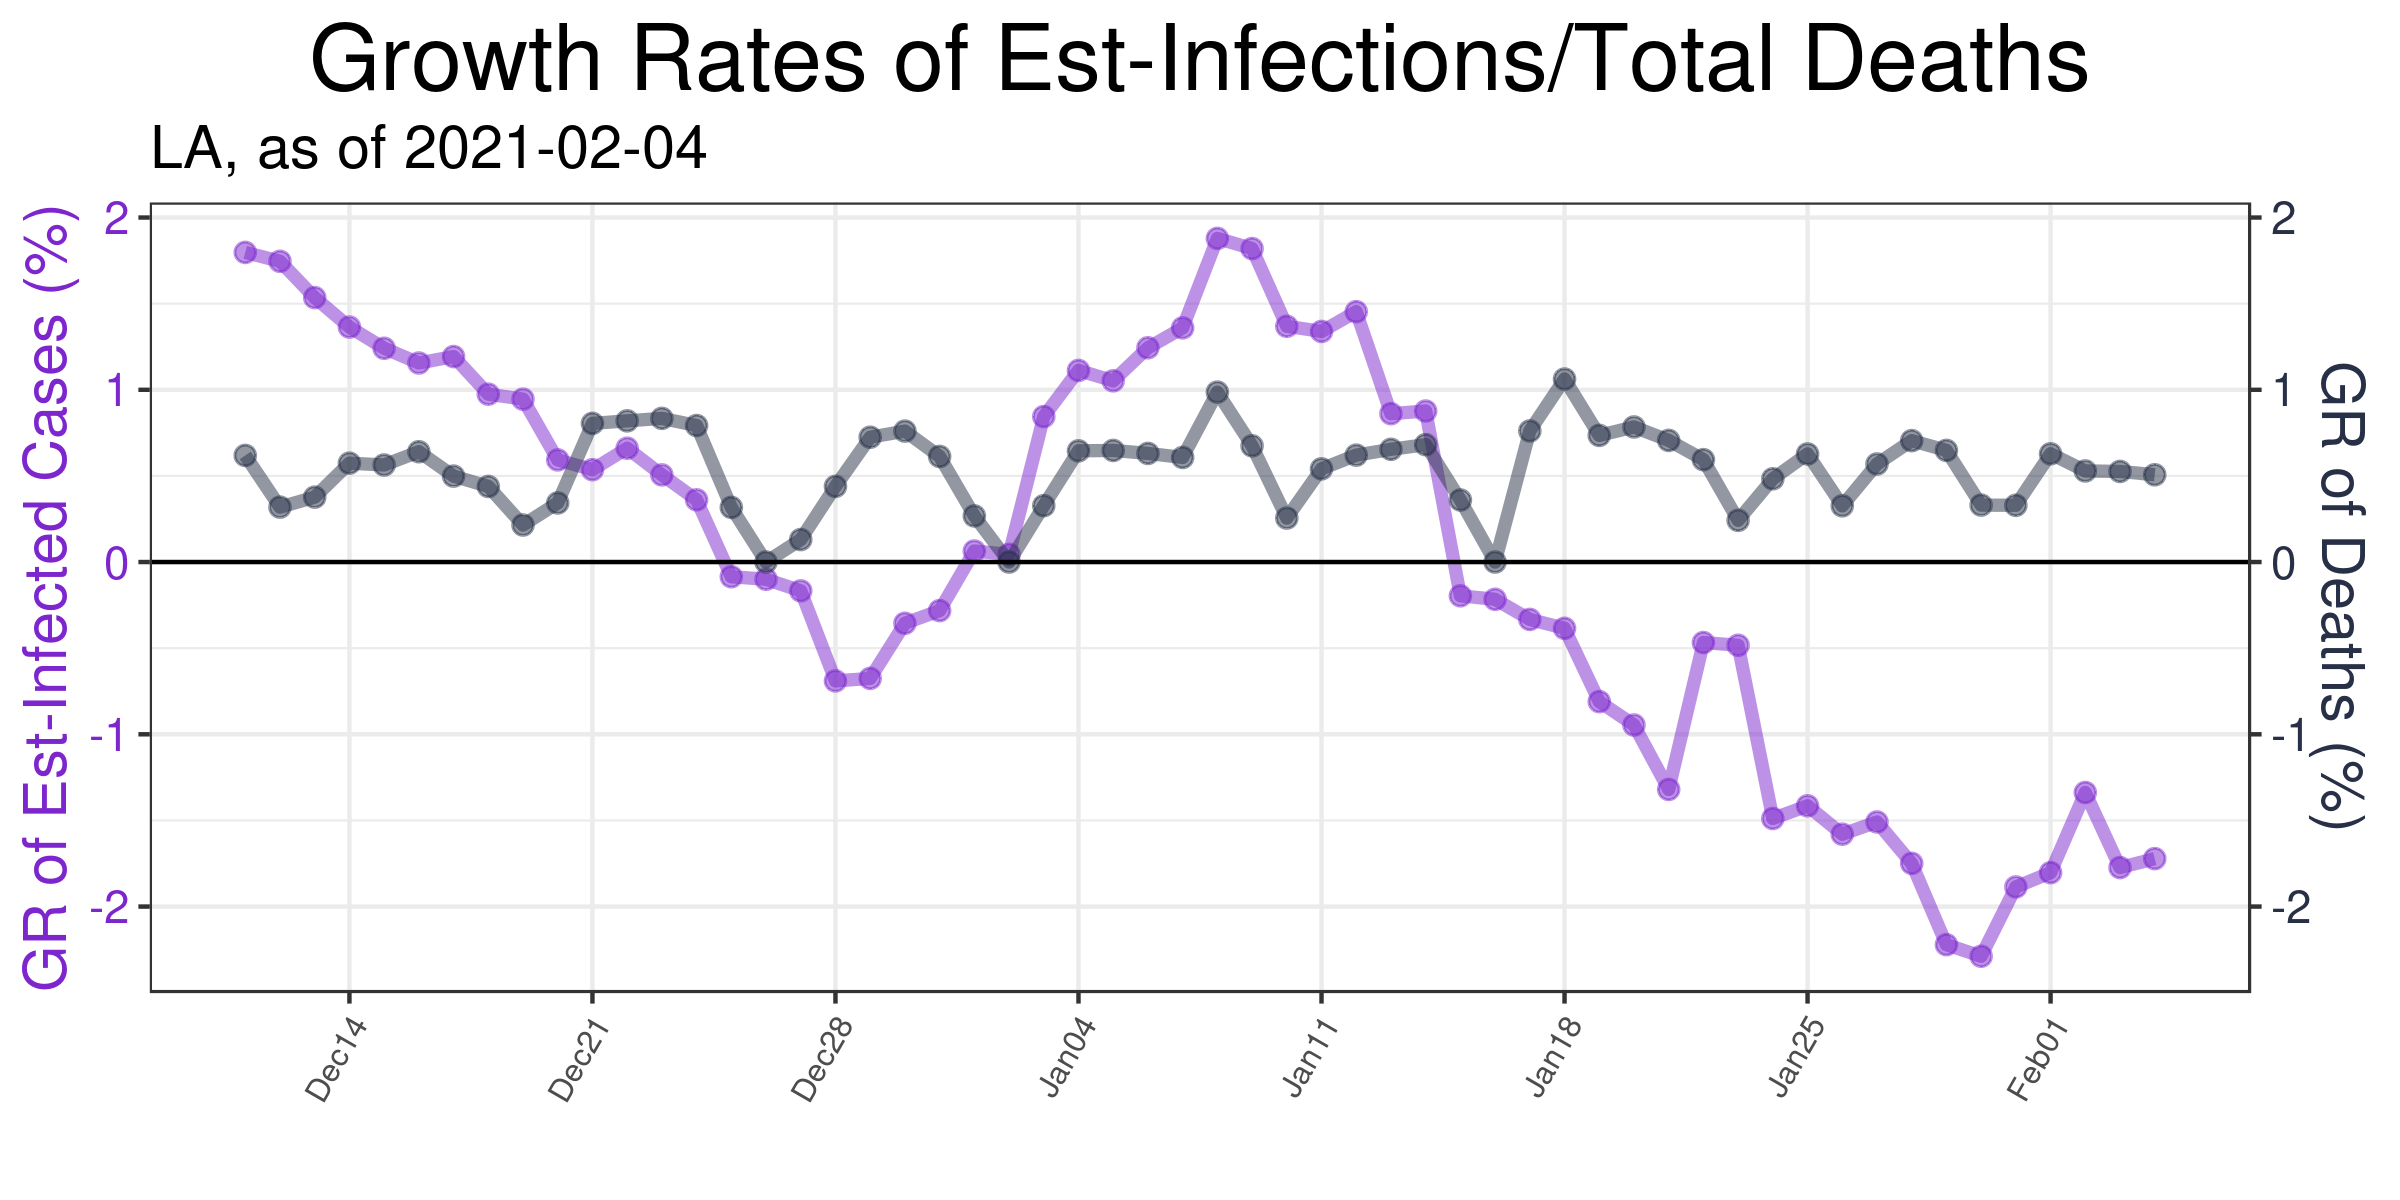 Growth Rates of Est-Infections/Total Deaths
LA, as of 2021-02-04
GR of Est-Infected Cases (%)
2
1
0
-1
-2
2
1
0
-1
-2
GR of Deaths (%)
Dec14
Dec21
Dec28
Jan04
Jan11
Jan18
Jan25
Feb01